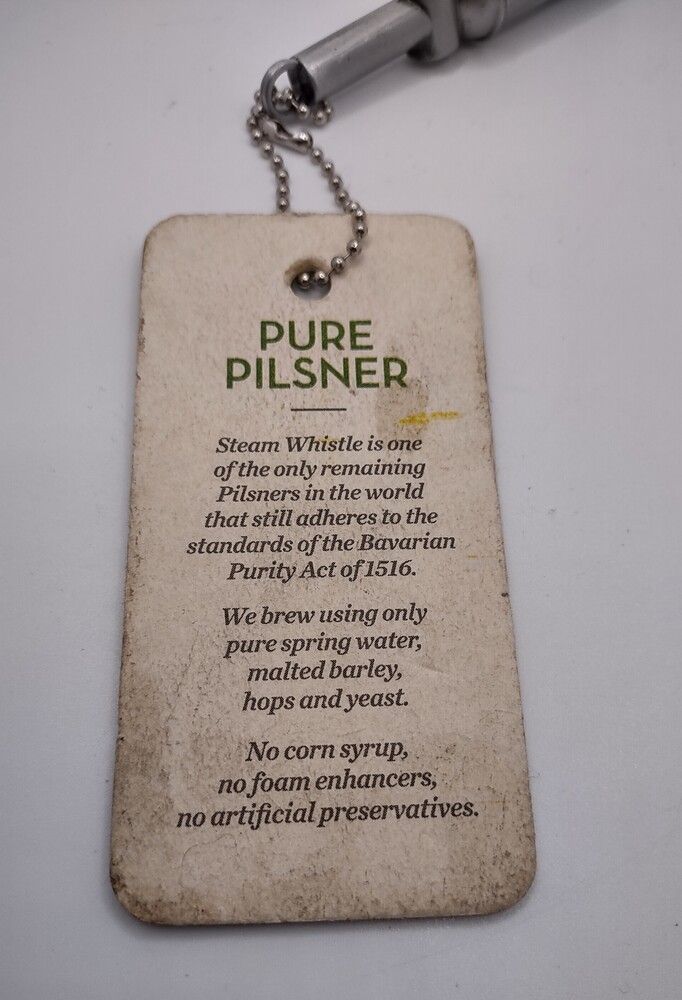 PURE
PILSNER
Steam Whistle is one
of the only remaining
Pilsners in the world
that still adheres to the
standards of the Bavarian
Purity Act of 1516.
We brew using only
pure spring water,
malted barley,
hops and yeast.
No corn syrup,
no foam enhancers,
no artificial preservatives.